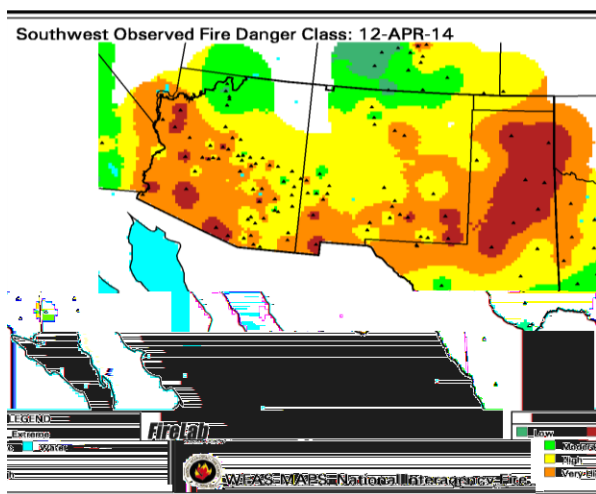 Southwest Observed Fire Danger Class: 12-APR-14
LEGEND
Extreme
Water
FireLab
Low
Moderate
High
WFAS-MAPS National Interagency Fire